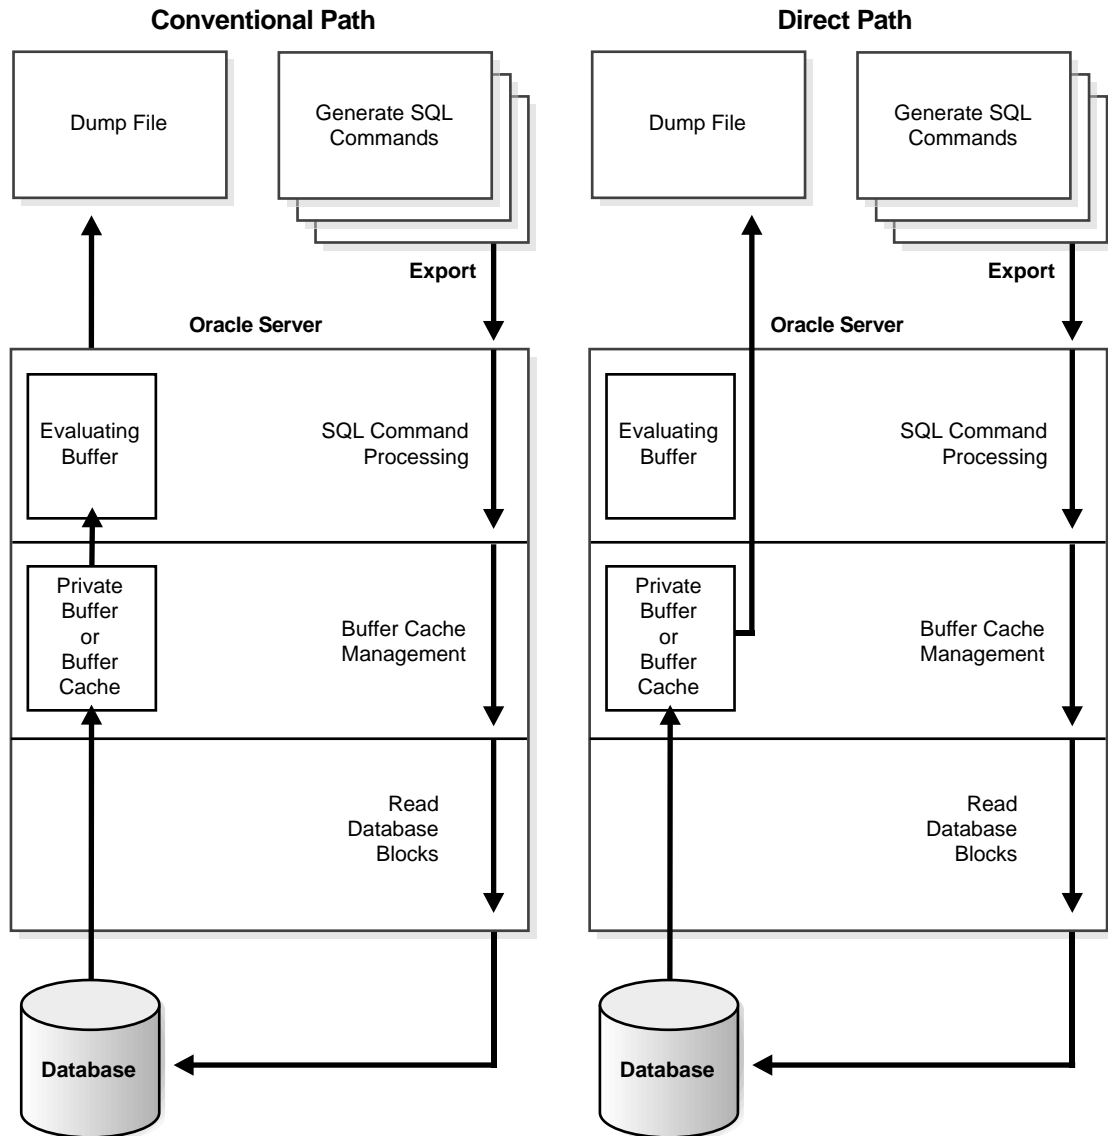 Conventional Path
Dump File
Generate SQL
Commands
Export
Oracle Server
Evaluating
Buffer
SQL Command
Processing
Private
Buffer
or
Buffer
Cache
Buffer Cache
Management
Read
Database
Blocks
Database
Direct Path
Dump File
Generate SQL
Commands
Export
Oracle Server
Evaluating
Buffer
SQL Command
Processing
Private
Buffer
or
Buffer
Cache
Buffer Cache
Management
Read
Database
Blocks
Database